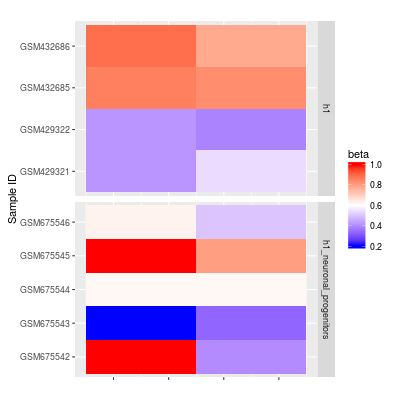 GSM432686
GSM432685
GSM429322
GSM429321
h1
GSM675546
GSM675545
GSM675544
GSM675543
GSM675542
h1_neuronal_progenitors
Sample ID
beta
1.0
0.8
0.6
0.4
0.2